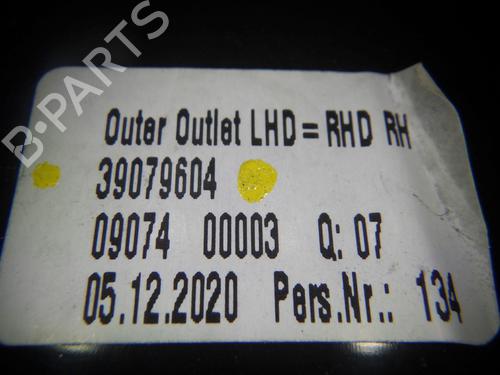 B-PARTS
Outer Outlet LHD = RHD RH
39079604
09074 00003 Q: 07
05.12.2020 Pers.Nr.: 134